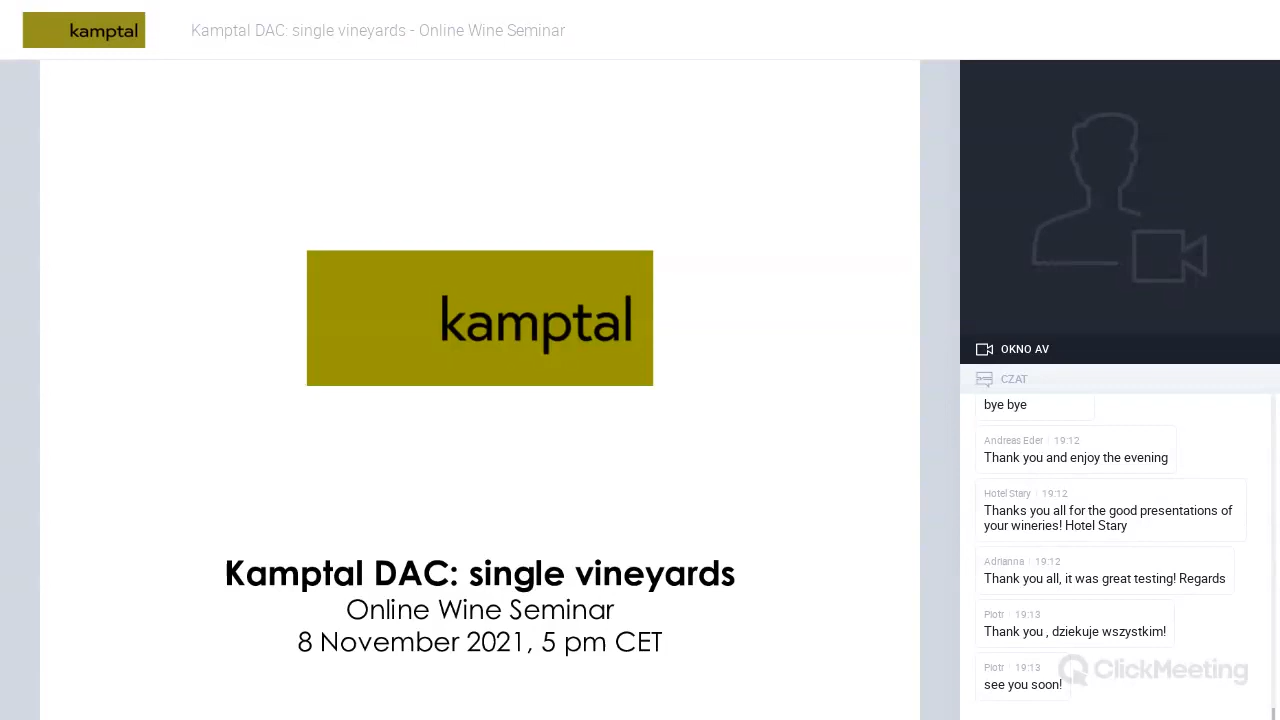 kamptal
Kamptal DAC: single vineyards - Online Wine Seminar
kamptal
Kamptal DAC: single vineyards
Online Wine Seminar
8 November 2021, 5 pm CET
OKNO AV
CZAT
bye bye
Andreas Eder 19:12
Thank you and enjoy the evening
Hotel Stary 19:12
Thanks you all for the good presentations of
your wineries! Hotel Stary
Adrianna 19:12
Thank you all, it was great testing! Regards
Piotr 19:13
Thank you , dziekuje wszystkim!
Piotr 19:13
see you soon!
ClickMeeting